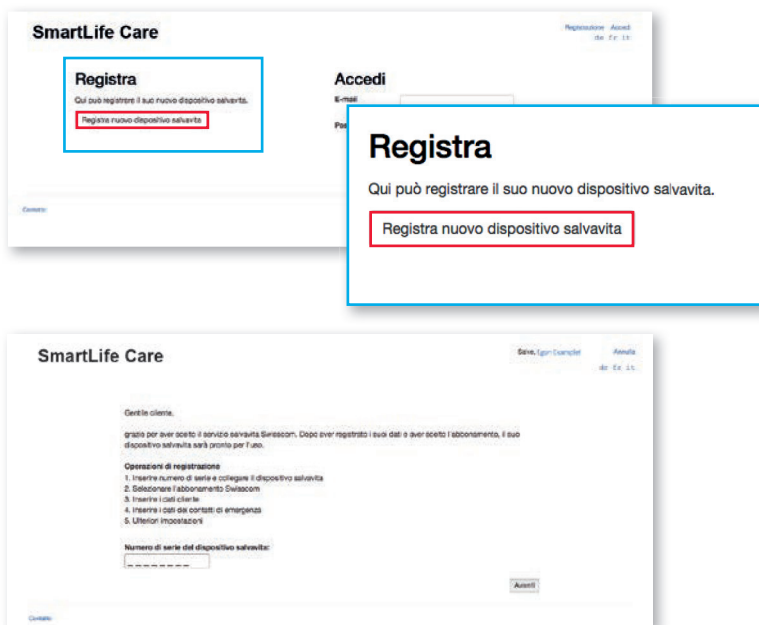 SmartLife Care
Registrazione Accedi
de fr it
Registra
Qui può registrare il suo nuovo dispositivo salvavita.
Registra nuovo dispositivo salvavita
Accedi
E-mail
Registra
Qui può registrare il suo nuovo dispositivo salvavita.
Registra nuovo dispositivo salvavita
Contatto
SmartLife Care
Salve, Egon Example! Annulla
de fr it
Gentile cliente,
grazie per aver scelto il servizio salvavita Swisscom. Dopo aver registrato i suoi dati e aver scelto l'abbonamento, il suo
dispositivo salvavita sarà pronto per l'uso.
Operazioni di registrazione
1. Inserire numero di serie e collegare il dispositivo salvavita
2. Selezionare l'abbonamento Swisscom
3. Inserire i dati cliente
4. Inserire i dati dei contatti di emergenza
5. Ulteriori impostazioni
Numero di serie del dispositivo salvavita:
_ _ _ _ _ _ _ _
Avanti
Contatto